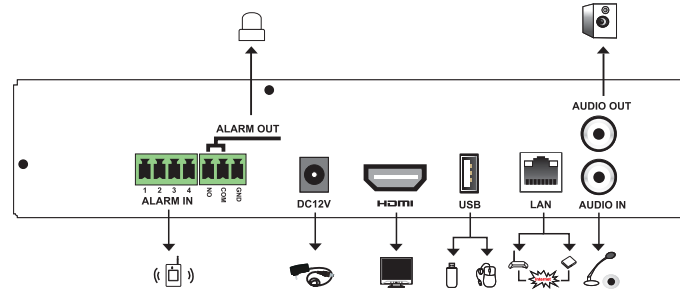 AUDIO OUT
ALARM OUT
1 2 3 4
NO
COM
GND
ALARM IN
DC12V
HDMI
USB
LAN
AUDIO IN
Internet